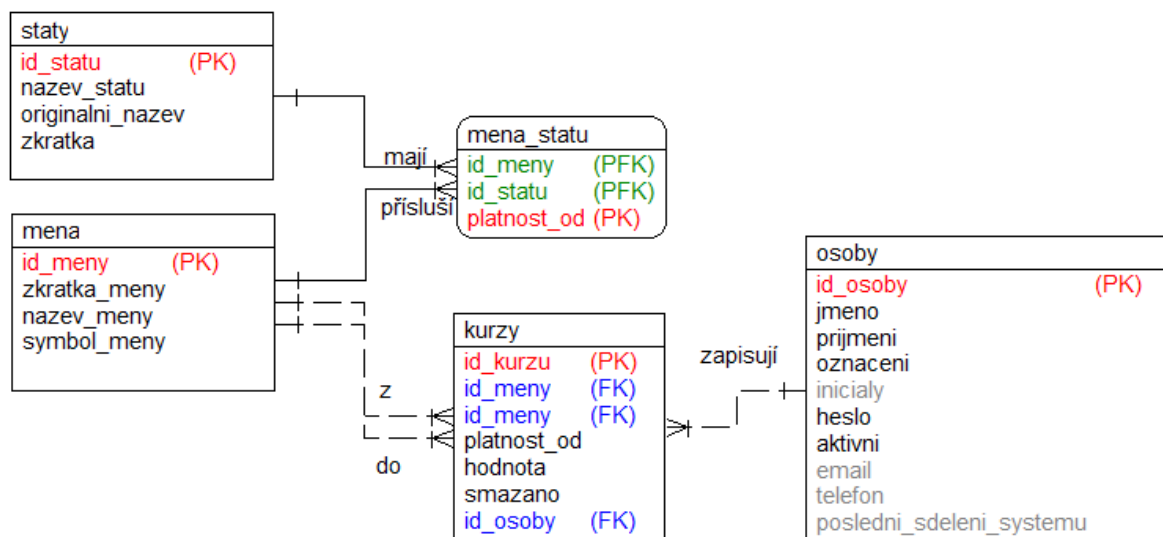 staty
id_statu (PK)
nazev_statu
originalni_nazev
zkratka
mena_statu
id_meny (PFK)
id_statu (PFK)
platnost_od (PK)
mají
přísluší
mena
id_meny (PK)
zkratka_meny
nazev_meny
symbol_meny
z
do
kurzy
id_kurzu (PK)
id_meny (FK)
id_meny (FK)
platnost_od
hodnota
smazano
id_osoby (FK)
zapisují
osoby
id_osoby (PK)
jmeno
prijmeni
oznaceni
inicialy
heslo
aktivni
email
telefon
posledni_sdeleni_systemu